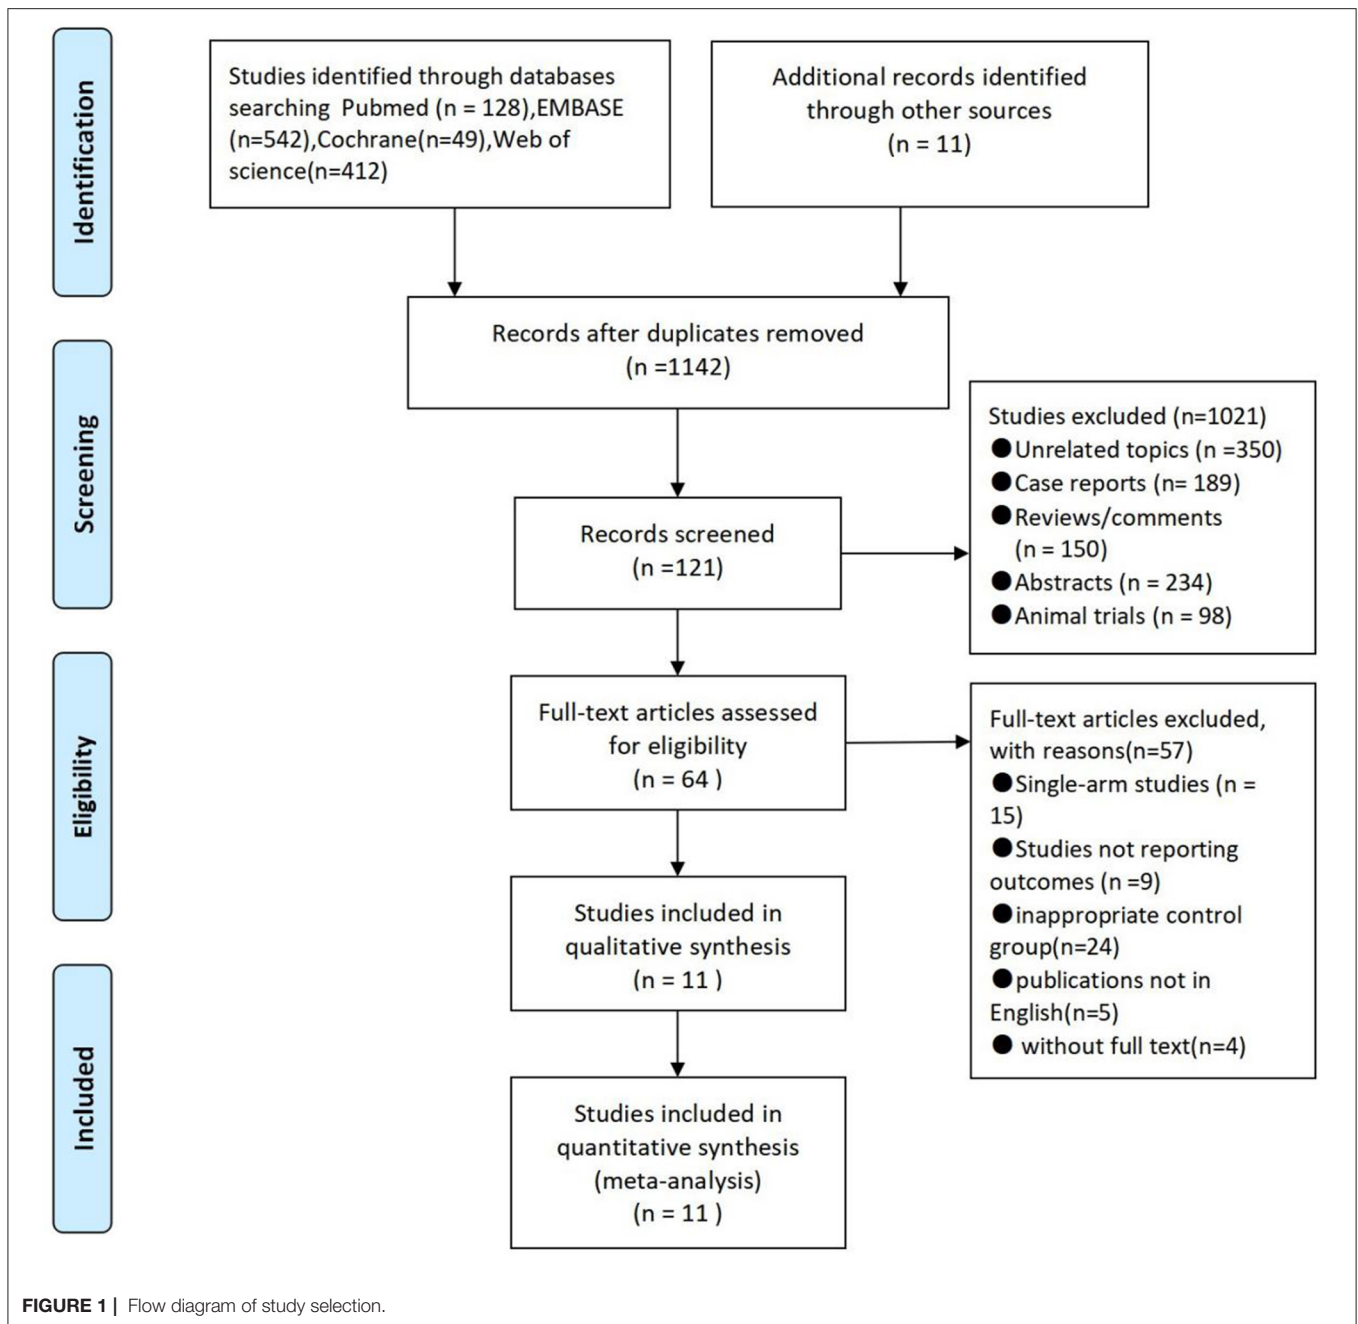 Identification
Studies identified through databases
searching Pubmed (n = 128),EMBASE
(n=542),Cochrane(n=49),Web of
science(n=412)
Additional records identified
through other sources
(n = 11)
Records after duplicates removed
(n =1142)
Screening
Records screened
(n =121)
Studies excluded (n=1021)
●Unrelated topics (n =350)
●Case reports (n= 189)
●Reviews/comments
(n = 150)
●Abstracts (n = 234)
●Animal trials (n = 98)
Eligibility
Full-text articles assessed
for eligibility
(n = 64 )
Full-text articles excluded,
with reasons(n=57)
●Single-arm studies (n =
15)
●Studies not reporting
outcomes (n =9)
●inappropriate control
group(n=24)
●publications not in
English(n=5)
● without full text(n=4)
Studies included in
qualitative synthesis
(n = 11 )
Included
Studies included in
quantitative synthesis
(meta-analysis)
(n = 11 )
FIGURE 1 | Flow diagram of study selection.